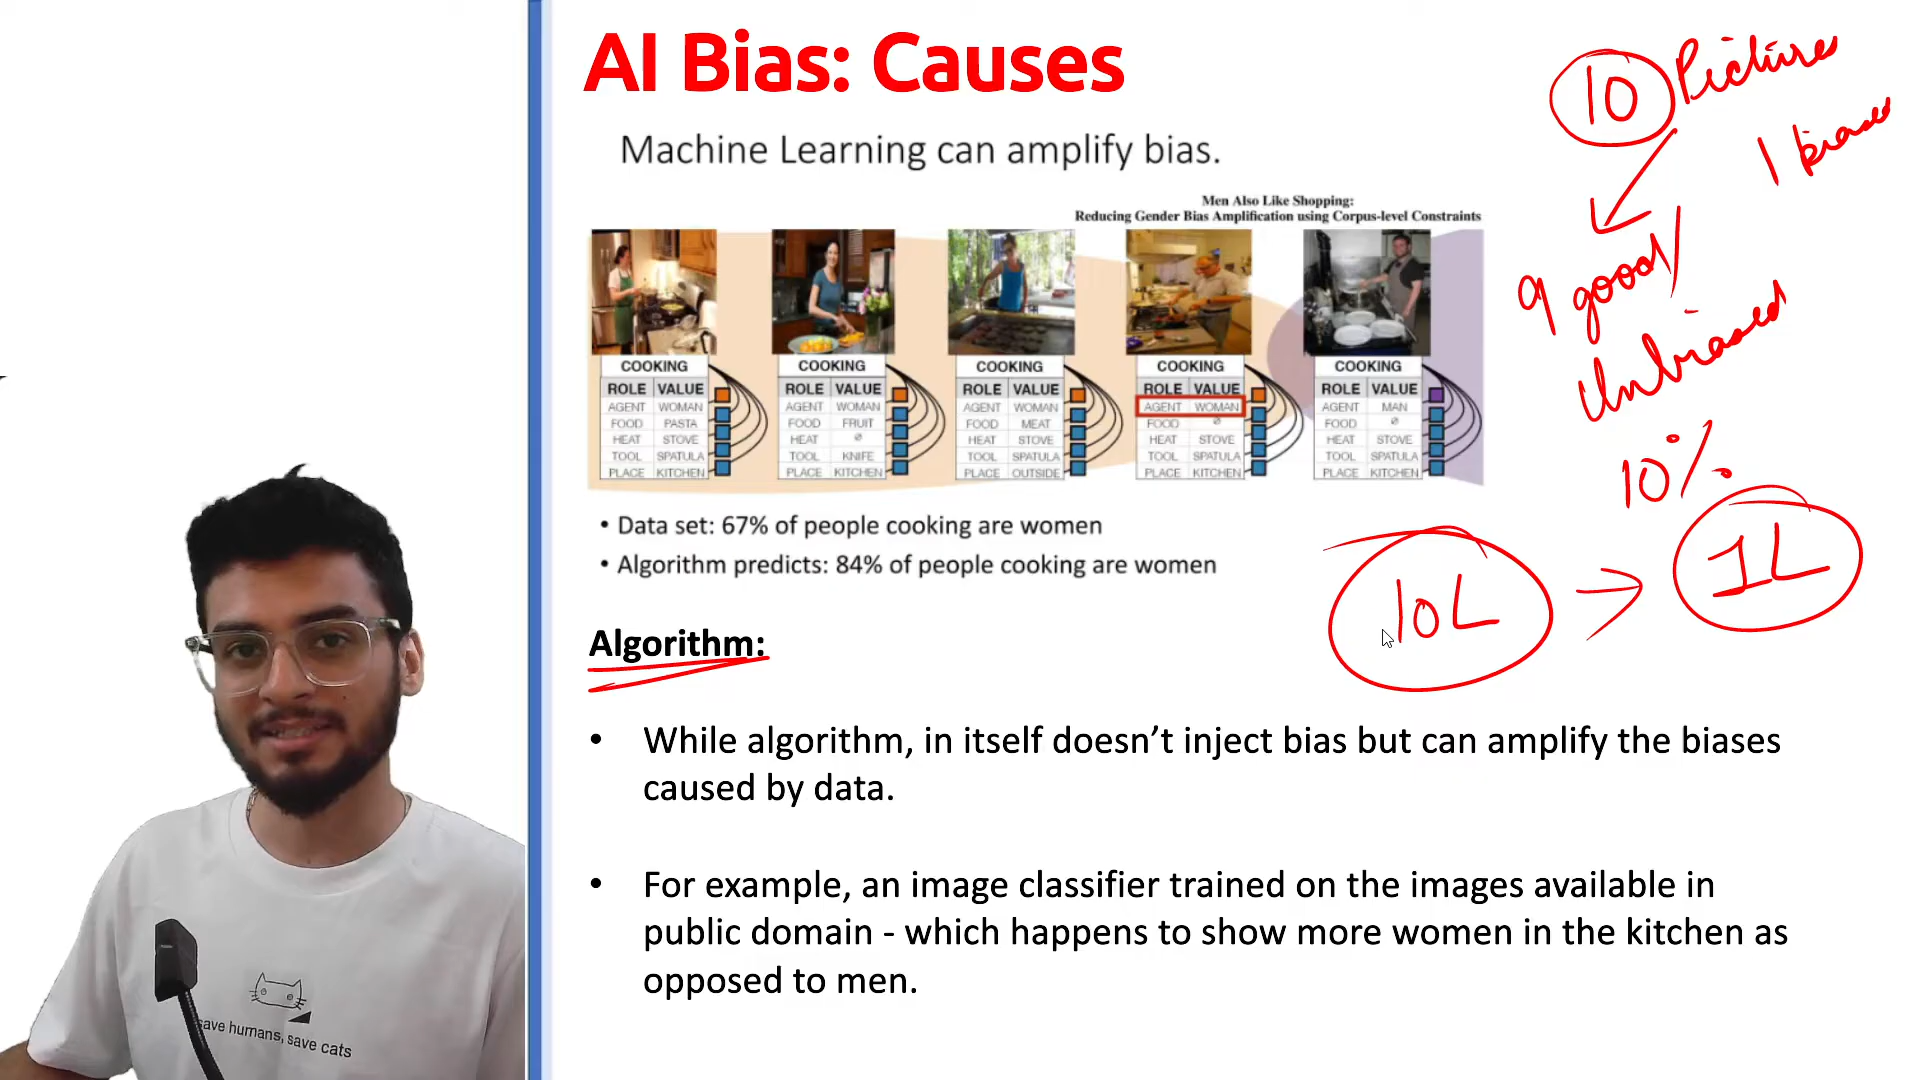 AI Bias: Causes
Machine Learning can amplify bias.
Men Also Like Shopping:
Reducing Gender Bias Amplification using Corpus-level Constraints
COOKING
ROLE VALUE
AGENT WOMAN
FOOD PASTA
HEAT STOVE
TOOL SPATULA
PLACE KITCHEN
COOKING
ROLE VALUE
AGENT WOMAN
FOOD FRUIT
HEAT ∅
TOOL KNIFE
PLACE KITCHEN
COOKING
ROLE VALUE
AGENT WOMAN
FOOD MEAT
HEAT STOVE
TOOL SPATULA
PLACE OUTSIDE
COOKING
ROLE VALUE
AGENT WOMAN
FOOD ∅
HEAT STOVE
TOOL SPATULA
PLACE KITCHEN
COOKING
ROLE VALUE
AGENT MAN
FOOD ∅
HEAT STOVE
TOOL SPATULA
PLACE KITCHEN
• Data set: 67% of people cooking are women
• Algorithm predicts: 84% of people cooking are women
10 Pictures
1 biased
9 good/
Unbiased
10%
10L → 1L
Algorithm:
• While algorithm, in itself doesn’t inject bias but can amplify the biases
caused by data.
• For example, an image classifier trained on the images available in
public domain - which happens to show more women in the kitchen as
opposed to men.
save humans, save cats